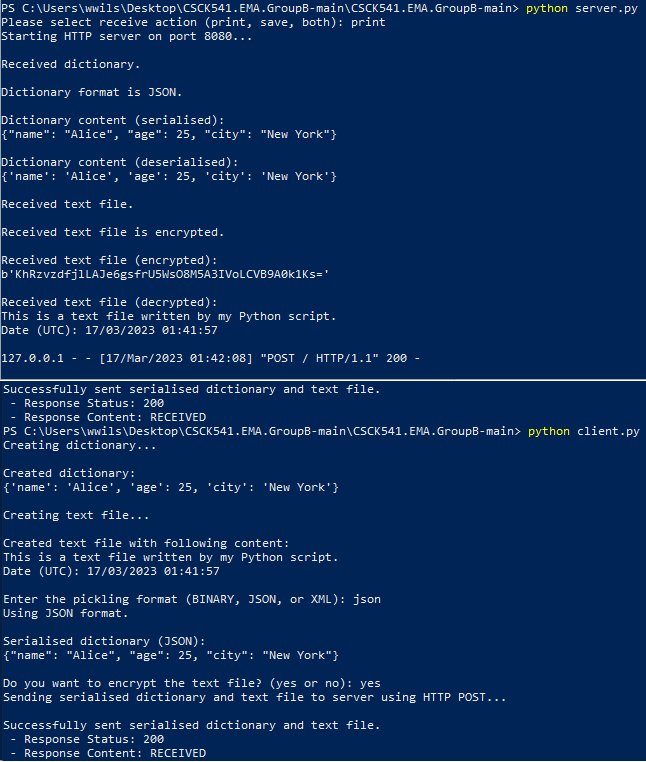 PS C:\Users\wwils\Desktop\CSCK541.EMA.GroupB-main\CSCK541.EMA.GroupB-main> python server.py
Please select receive action (print, save, both): print
Starting HTTP server on port 8080...
Received dictionary.
Dictionary format is JSON.
Dictionary content (serialised):
{"name": "Alice", "age": 25, "city": "New York"}
Dictionary content (deserialised):
{'name': 'Alice', 'age': 25, 'city': 'New York'}
Received text file.
Received text file is encrypted.
Received text file (encrypted):
b'KhRzvzdfjlLAJe6gsfrU5WsO8M5A3IVoLCVB9A0k1Ks='
Received text file (decrypted):
This is a text file written by my Python script.
Date (UTC): 17/03/2023 01:41:57
127.0.0.1 - - [17/Mar/2023 01:42:08] "POST / HTTP/1.1" 200 -
Successfully sent serialised dictionary and text file.
- Response Status: 200
- Response Content: RECEIVED
PS C:\Users\wwils\Desktop\CSCK541.EMA.GroupB-main\CSCK541.EMA.GroupB-main> python client.py
Creating dictionary...
Created dictionary:
{'name': 'Alice', 'age': 25, 'city': 'New York'}
Creating text file...
Created text file with following content:
This is a text file written by my Python script.
Date (UTC): 17/03/2023 01:41:57
Enter the pickling format (BINARY, JSON, or XML): json
Using JSON format.
Serialised dictionary (JSON):
{"name": "Alice", "age": 25, "city": "New York"}
Do you want to encrypt the text file? (yes or no): yes
Sending serialised dictionary and text file to server using HTTP POST...
Successfully sent serialised dictionary and text file.
- Response Status: 200
- Response Content: RECEIVED